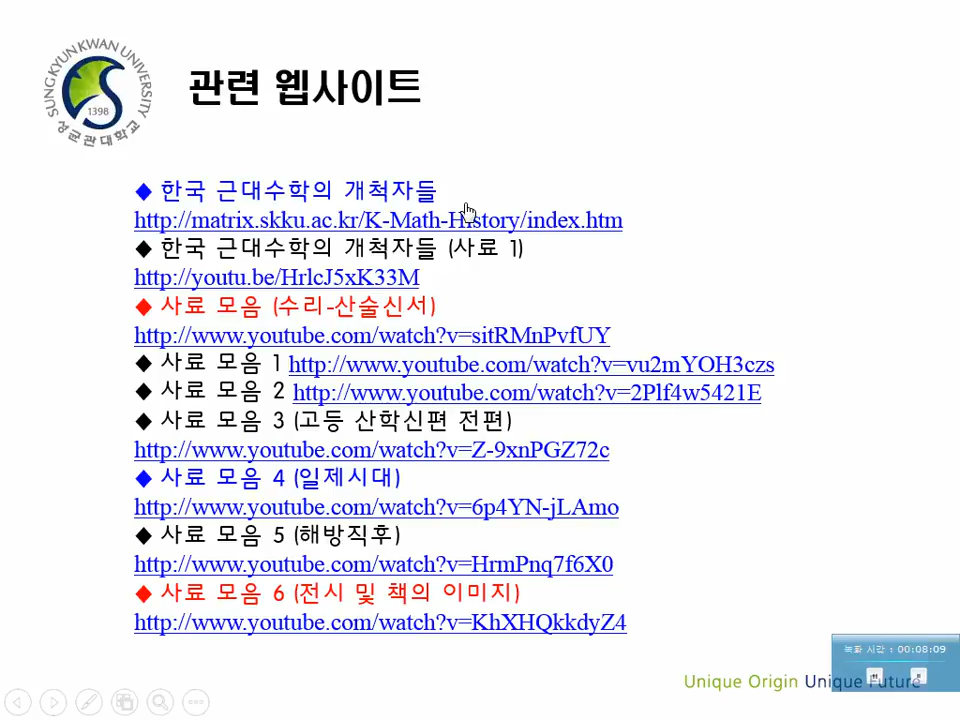 SUNGKYUNKWAN UNIVERSITY
1398
성균관대학교
관련 웹사이트
◆ 한국 근대수학의 개척자들
http://matrix.skku.ac.kr/K-Math-History/index.htm
◆ 한국 근대수학의 개척자들 (사료 1)
http://youtu.be/HrlcJ5xK33M
◆ 사료 모음 (수리-산술신서)
http://www.youtube.com/watch?v=sitRMnPvfUY
◆ 사료 모음 1 http://www.youtube.com/watch?v=vu2mYOH3czs
◆ 사료 모음 2 http://www.youtube.com/watch?v=2Plf4w5421E
◆ 사료 모음 3 (고등 산학신편 전편)
http://www.youtube.com/watch?v=Z-9xnPGZ72c
◆ 사료 모음 4 (일제시대)
http://www.youtube.com/watch?v=6p4YN-jLAmo
◆ 사료 모음 5 (해방직후)
http://www.youtube.com/watch?v=HrmPnq7f6X0
◆ 사료 모음 6 (전시 및 책의 이미지)
http://www.youtube.com/watch?v=KhXHQkkdyZ4
녹화 시간 : 00:08:09
Unique Origin Unique Future